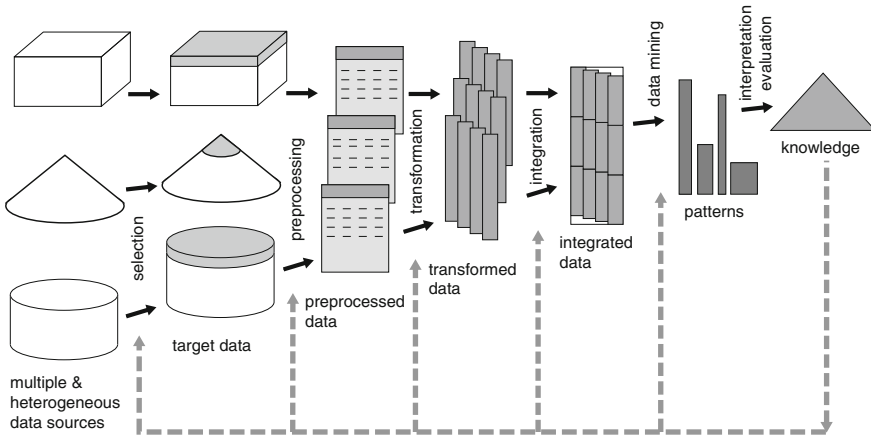 multiple &
heterogeneous
data sources
selection
target data
preprocessing
preprocessed
data
transformation
transformed
data
integration
integrated
data
data mining
patterns
interpretation
evaluation
knowledge